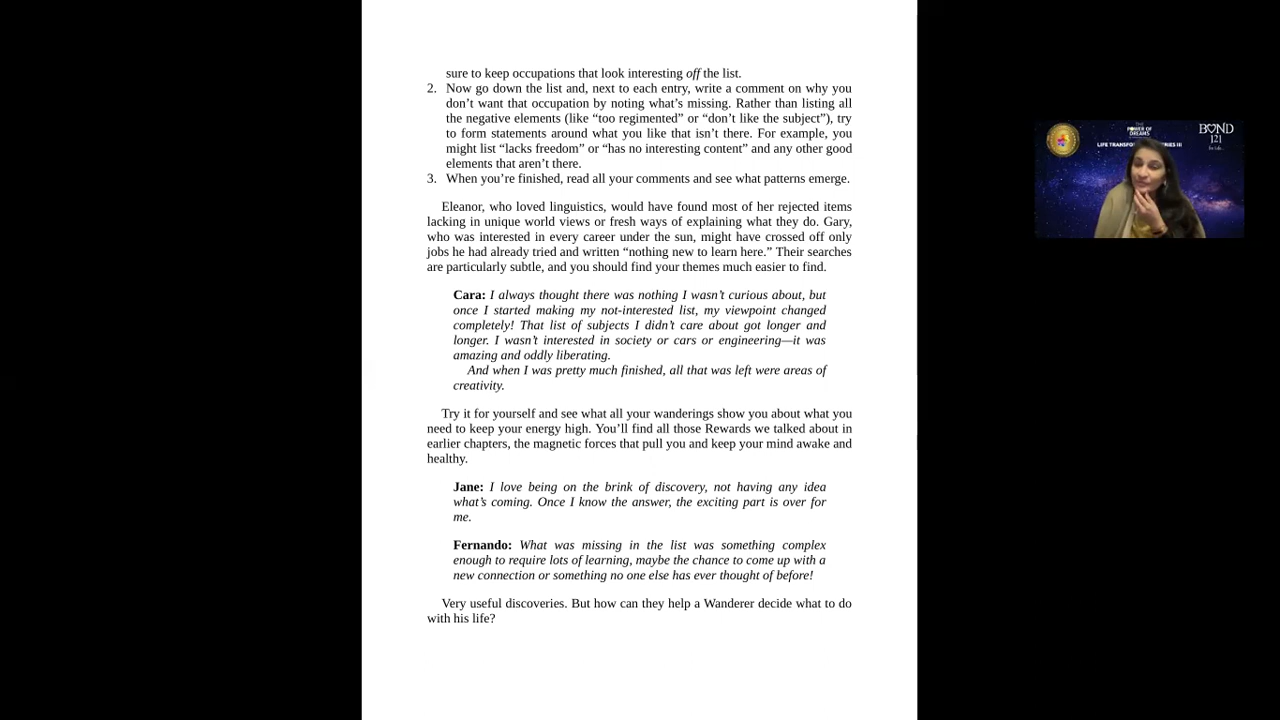 sure to keep occupations that look interesting off the list.
2. Now go down the list and, next to each entry, write a comment on why you
don’t want that occupation by noting what’s missing. Rather than listing all
the negative elements (like “too regimented” or “don’t like the subject”), try
to form statements around what you like that isn’t there. For example, you
might list “lacks freedom” or “has no interesting content” and any other good
elements that aren’t there.
3. When you’re finished, read all your comments and see what patterns emerge.
Eleanor, who loved linguistics, would have found most of her rejected items
lacking in unique world views or fresh ways of explaining what they do. Gary,
who was interested in every career under the sun, might have crossed off only
jobs he had already tried and written “nothing new to learn here.” Their searches
are particularly subtle, and you should find your themes much easier to find.
Cara: I always thought there was nothing I wasn’t curious about, but
once I started making my not-interested list, my viewpoint changed
completely! That list of subjects I didn’t care about got longer and
longer. I wasn’t interested in society or cars or engineering—it was
amazing and oddly liberating.
And when I was pretty much finished, all that was left were areas of
creativity.
Try it for yourself and see what all your wanderings show you about what you
need to keep your energy high. You’ll find all those Rewards we talked about in
earlier chapters, the magnetic forces that pull you and keep your mind awake and
healthy.
Jane: I love being on the brink of discovery, not having any idea
what’s coming. Once I know the answer, the exciting part is over for
me.
Fernando: What was missing in the list was something complex
enough to require lots of learning, maybe the chance to come up with a
new connection or something no one else has ever thought of before!
Very useful discoveries. But how can they help a Wanderer decide what to do
with his life?
POWER OF
DREAMS
BOND
121
LIFE TRANSFO
RIES III